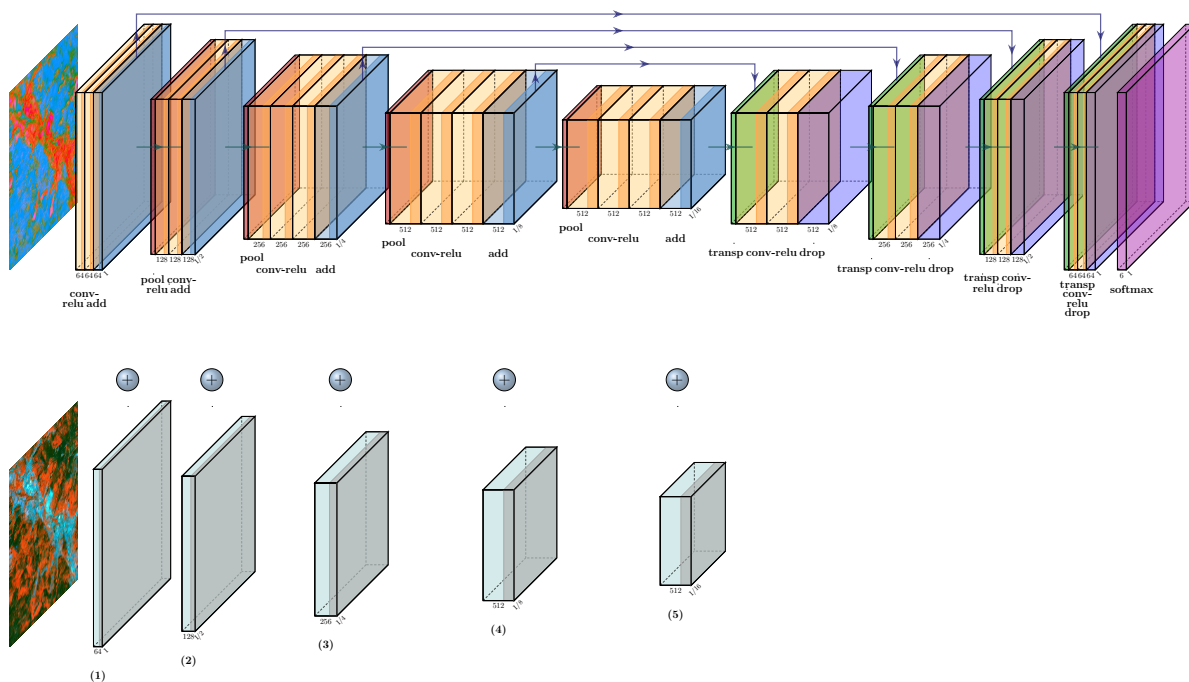 64 64 64 1
conv-
relu add
128 128 128 1/2
pool conv-
relu add
256 256 256 256 1/4
pool
conv-relu add
512 512 512 512 1/8
pool
conv-relu add
512 512 512 512 1/16
pool
conv-relu add
512 512 512 1/8
transp conv-relu drop
256 256 256 1/4
transp conv-relu drop
128 128 128 1/2
transp conv-
relu drop
64 64 64 1
transp
conv-
relu
drop
6 1
softmax
+ + + + +
64 1
(1)
128 1/2
(2)
256 1/4
(3)
512 1/8
(4)
512 1/16
(5)